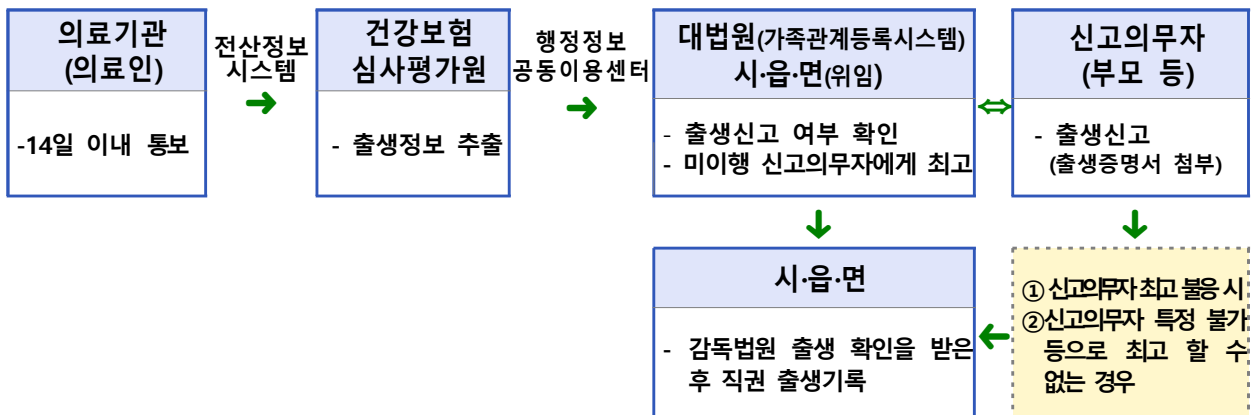 의료기관
(의료인)
-14일 이내 통보
전산정보
시스템
건강보험
심사평가원
- 출생정보 추출
행정정보
공동이용센터
대법원(가족관계등록시스템)
시·읍·면(위임)
- 출생신고 여부 확인
- 미이행 신고의무자에게 최고
신고의무자
(부모 등)
- 출생신고
(출생증명서 첨부)
시·읍·면
- 감독법원 출생 확인을 받은
후 직권 출생기록
① 신고의무자 최고 불응 시
②신고의무자 특정 불가
등으로 최고 할 수
없는 경우